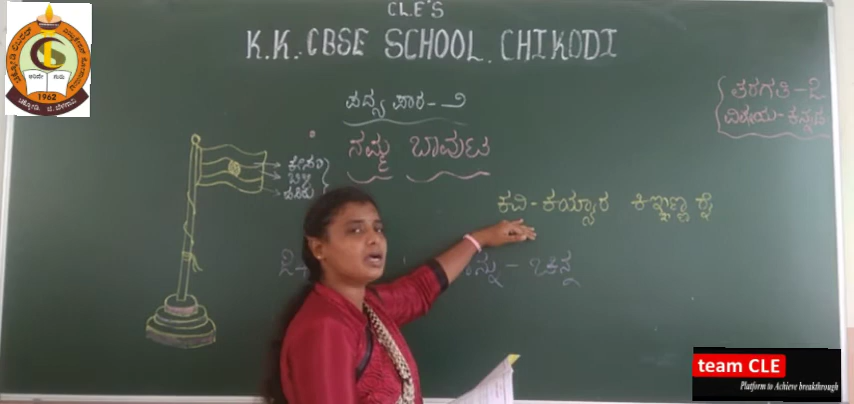 CLE'S
K.K. CBSE SCHOOL. CHIKODI
ಪದ್ಯ ಪಾಠ - ೨
ನಮ್ಮ ಬಾವುಟ
ತರಗತಿ - 2
ವಿಷಯ - ಕನ್ನಡ
ಕೇಸರಿ
ಬಿಳಿ
ಹಸಿರು
ಕವಿ - ಕಯ್ಯಾರ ಕಿಞ್ಞಣ್ಣ ರೈ
1962
team CLE
Platform to Achieve breakthrough